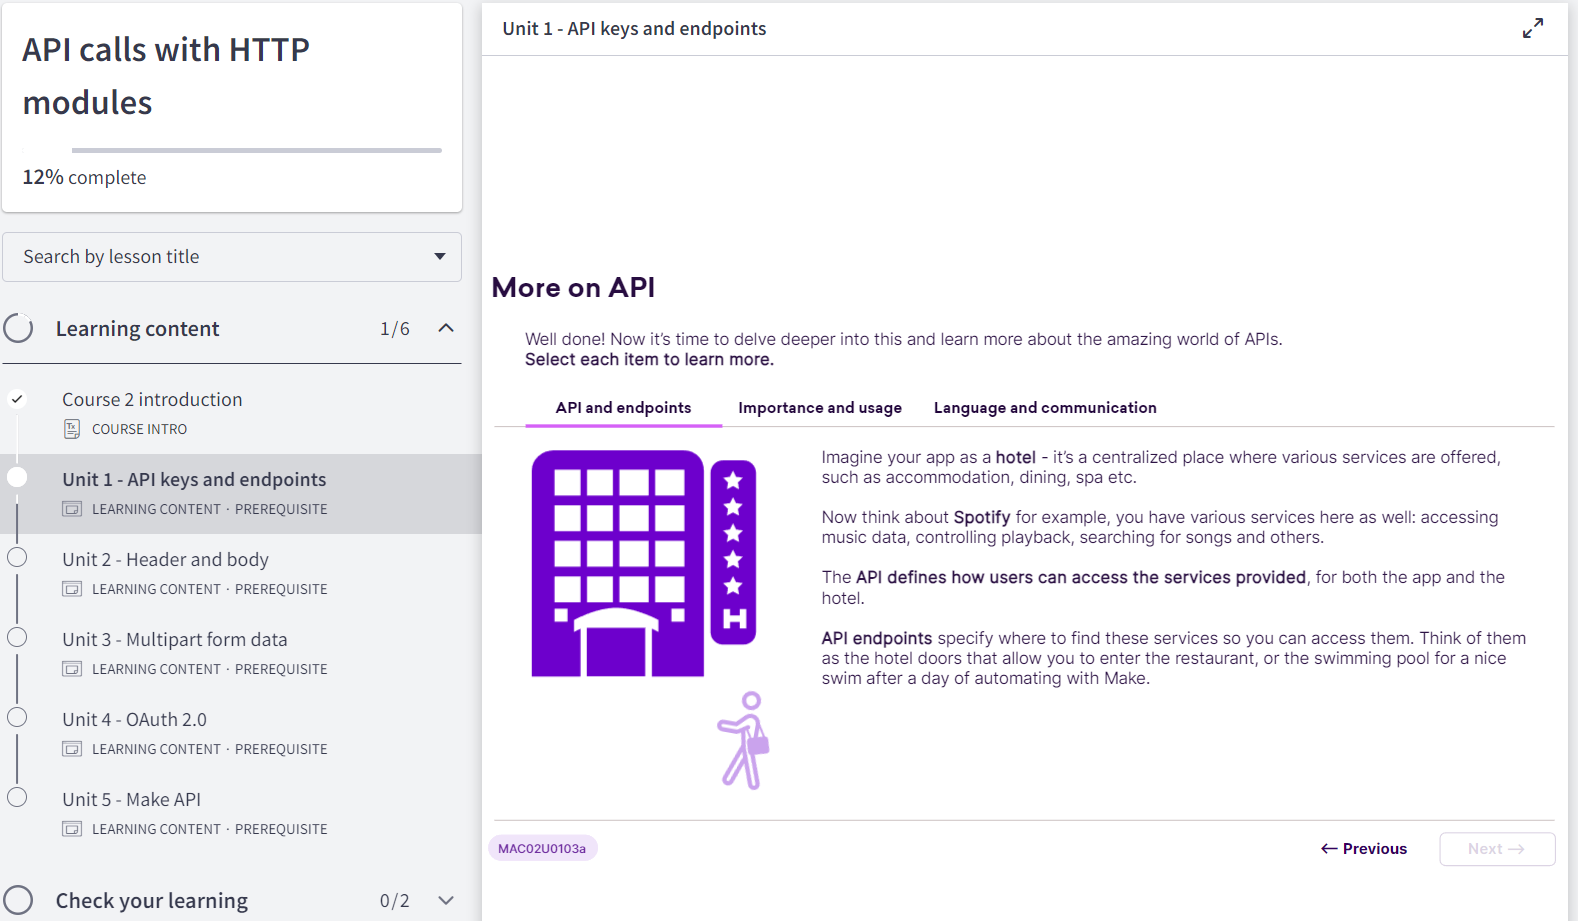 API calls with HTTP
modules
12% complete
Search by lesson title
Learning content 1/6
Course 2 introduction
Tx COURSE INTRO
Unit 1 - API keys and endpoints
LEARNING CONTENT · PREREQUISITE
Unit 2 - Header and body
LEARNING CONTENT · PREREQUISITE
Unit 3 - Multipart form data
LEARNING CONTENT · PREREQUISITE
Unit 4 - OAuth 2.0
LEARNING CONTENT · PREREQUISITE
Unit 5 - Make API
LEARNING CONTENT · PREREQUISITE
Check your learning 0/2
Unit 1 - API keys and endpoints
More on API
Well done! Now it's time to delve deeper into this and learn more about the amazing world of APIs.
Select each item to learn more.
API and endpoints Importance and usage Language and communication
H
Imagine your app as a hotel - it's a centralized place where various services are offered,
such as accommodation, dining, spa etc.
Now think about Spotify for example, you have various services here as well: accessing
music data, controlling playback, searching for songs and others.
The API defines how users can access the services provided, for both the app and the
hotel.
API endpoints specify where to find these services so you can access them. Think of them
as the hotel doors that allow you to enter the restaurant, or the swimming pool for a nice
swim after a day of automating with Make.
MAC02U0103a
← Previous
Next →